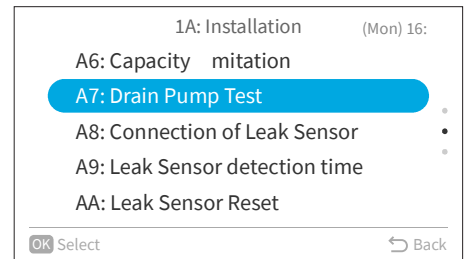 1A: Installation (Mon) 16:
A6: Capacity mitation
A7: Drain Pump Test
A8: Connection of Leak Sensor
A9: Leak Sensor detection time
AA: Leak Sensor Reset
OK Select Back